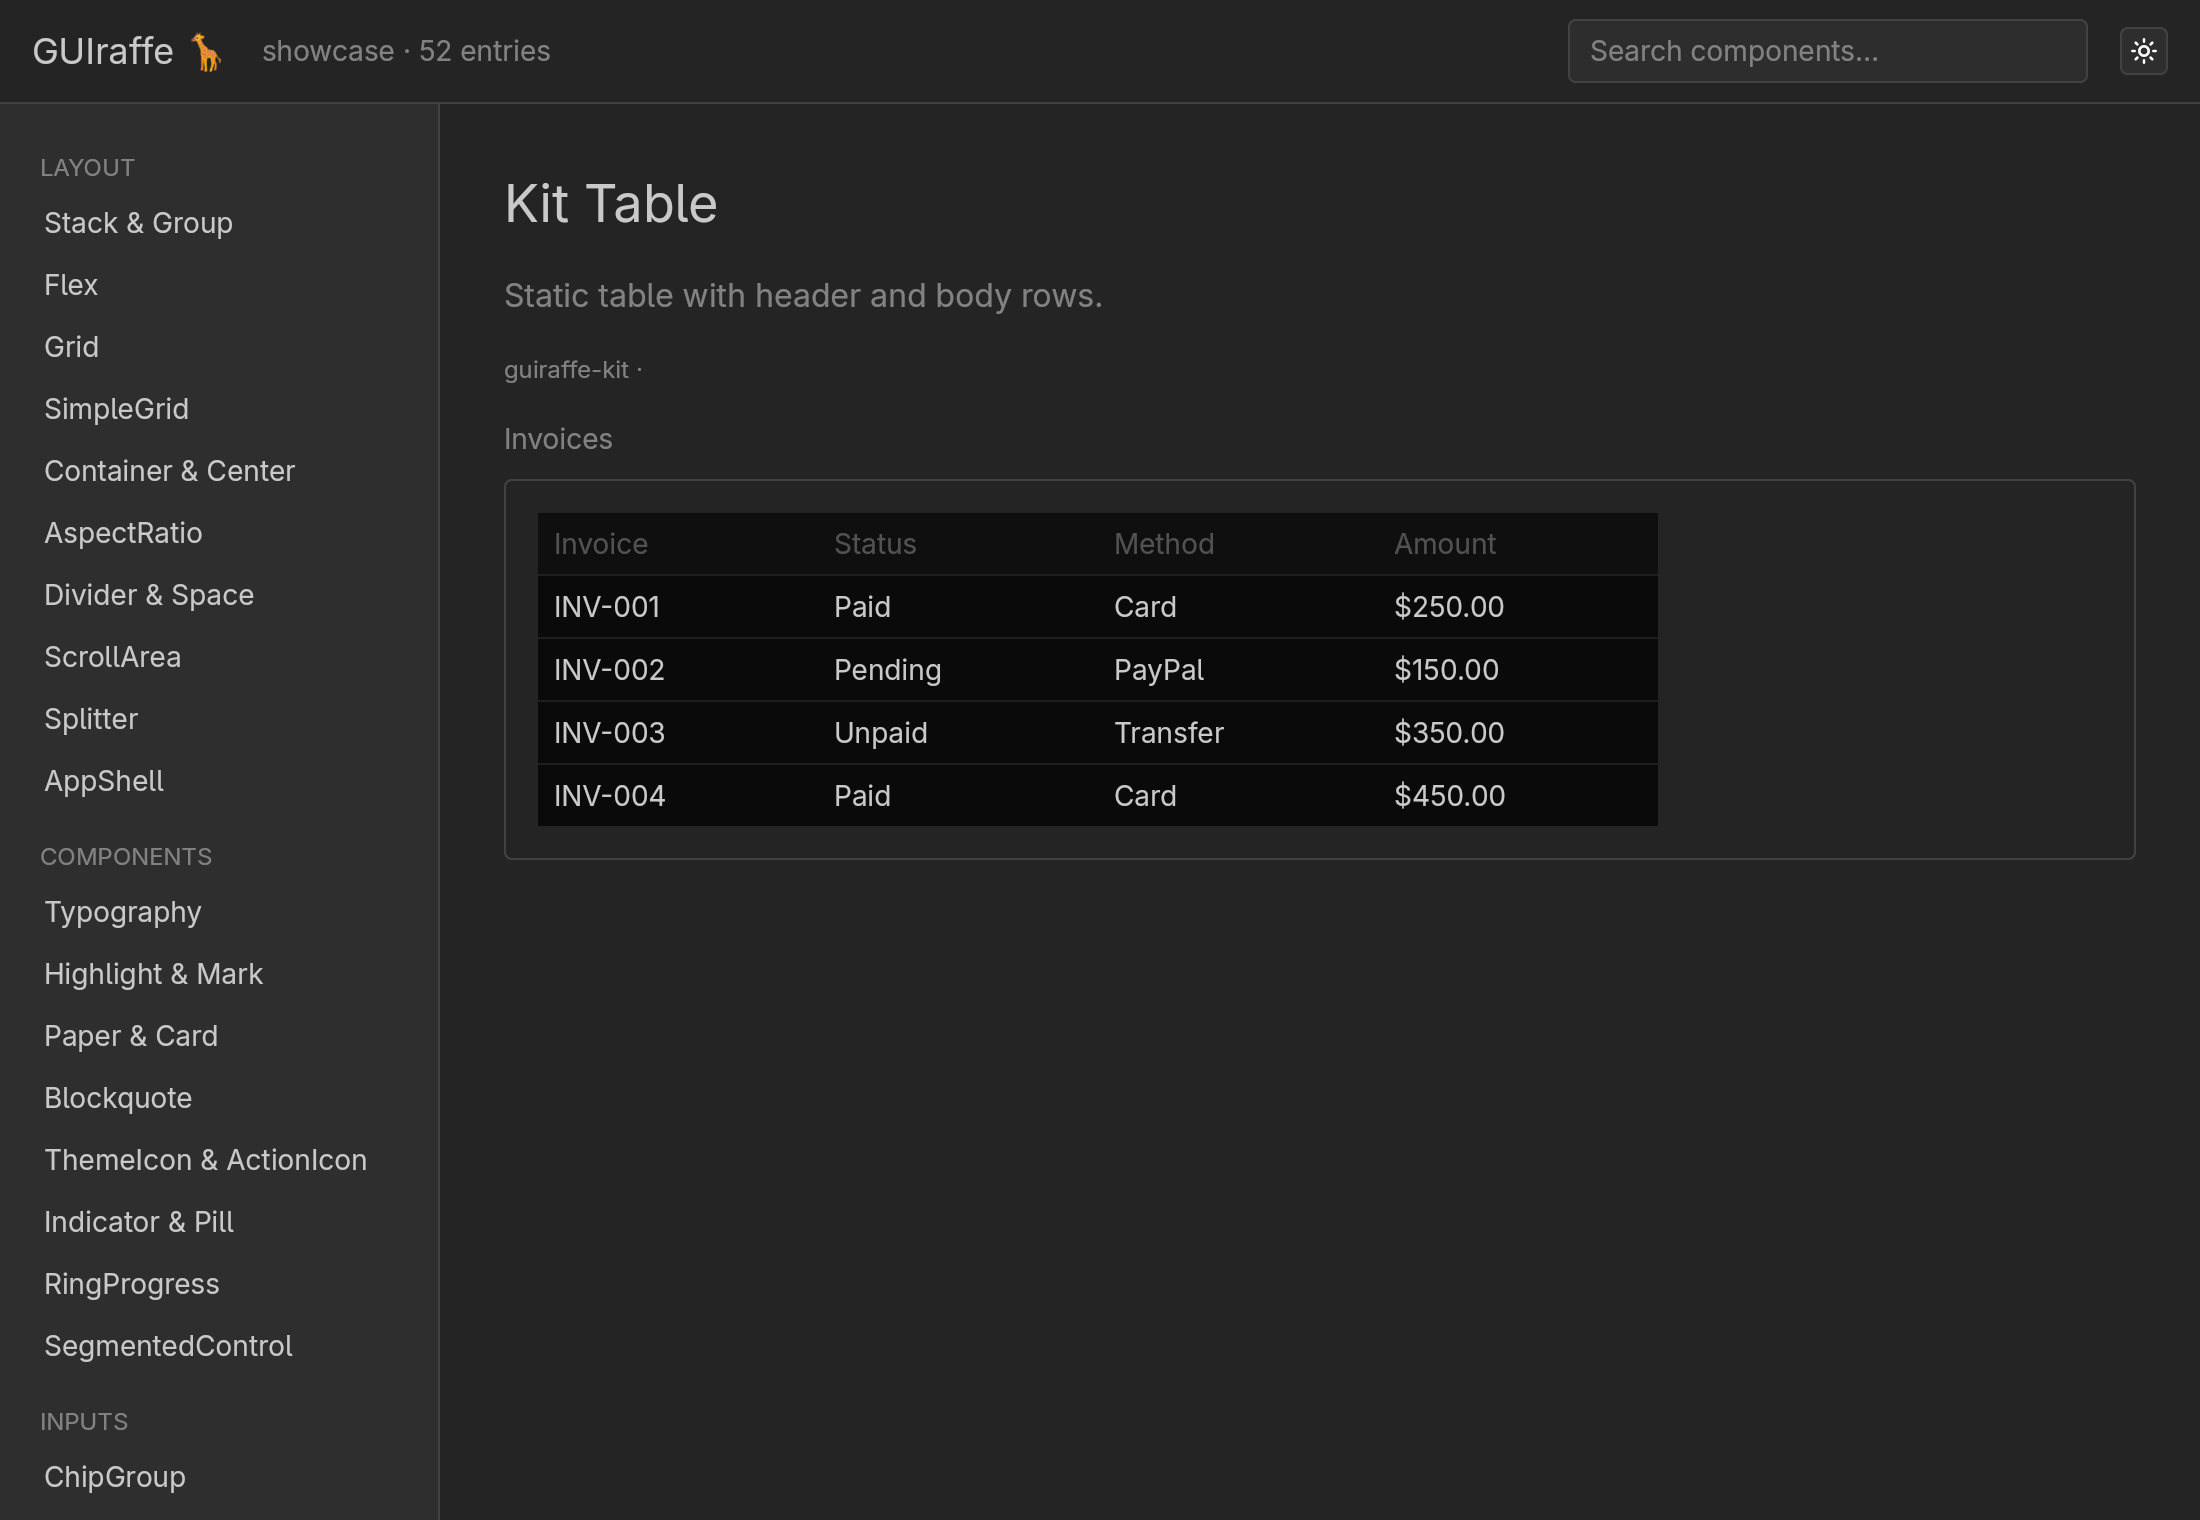 GUIraffe 🦒 showcase · 52 entries
Search components...
LAYOUT
Stack & Group
Flex
Grid
SimpleGrid
Container & Center
AspectRatio
Divider & Space
ScrollArea
Splitter
AppShell
COMPONENTS
Typography
Highlight & Mark
Paper & Card
Blockquote
ThemeIcon & ActionIcon
Indicator & Pill
RingProgress
SegmentedControl
INPUTS
ChipGroup
Kit Table
Static table with header and body rows.
guiraffe-kit ·
Invoices
Invoice Status Method Amount
INV-001 Paid Card $250.00
INV-002 Pending PayPal $150.00
INV-003 Unpaid Transfer $350.00
INV-004 Paid Card $450.00